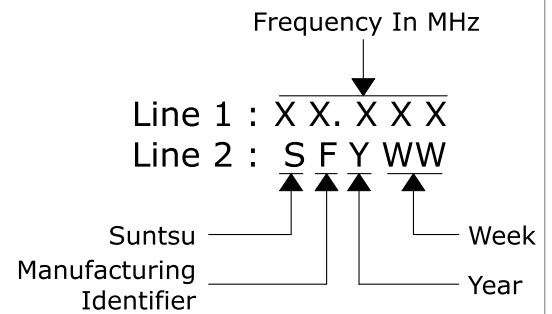 Frequency In MHz
Line 1 : X X. X X X
Line 2 : S F Y WW
Suntsu
Week
Manufacturing
Identifier
Year